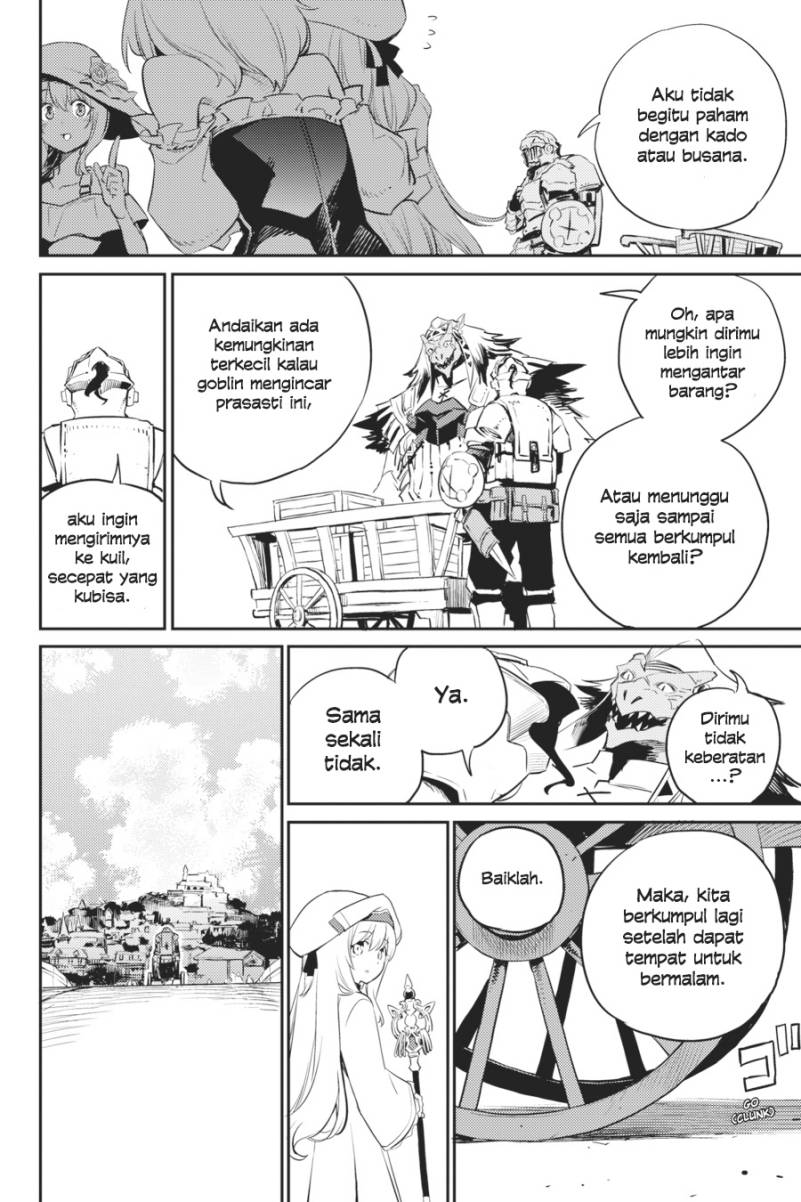 Aku tidak
begitu paham
dengan kado
atau busana.
Oh, apa
mungkin dirimu
lebih ingin
mengantar
barang?
Atau menunggu
saja sampai
semua berkumpul
kembali?
Andaikan ada
kemungkinan
terkecil kalau
goblin mengincar
prasasti ini,
aku ingin
mengirimnya
ke kuil,
secepat yang
kubisa.
Dirimu
tidak
keberatan
...?
Ya.
Sama
sekali
tidak.
Maka, kita
berkumpul lagi
setelah dapat
tempat untuk
bermalam.
Baiklah.
ゴ
GO
(CLUNK)